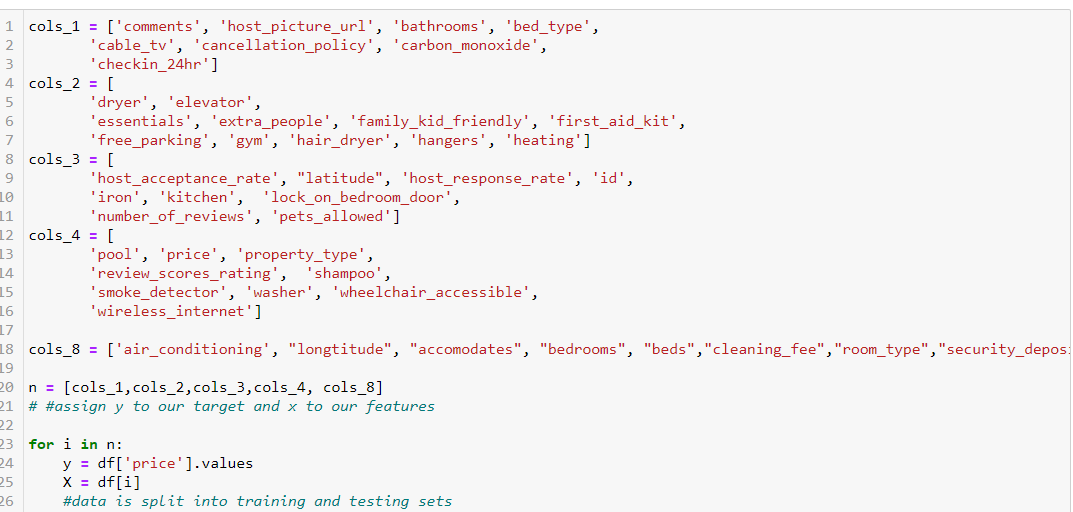 1 cols_1 = ['comments', 'host_picture_url', 'bathrooms', 'bed_type',
2 'cable_tv', 'cancellation_policy', 'carbon_monoxide',
3 'checkin_24hr']
4 cols_2 = [
5 'dryer', 'elevator',
6 'essentials', 'extra_people', 'family_kid_friendly', 'first_aid_kit',
7 'free_parking', 'gym', 'hair_dryer', 'hangers', 'heating']
8 cols_3 = [
9 'host_acceptance_rate', "latitude", 'host_response_rate', 'id',
10 'iron', 'kitchen', 'lock_on_bedroom_door',
11 'number_of_reviews', 'pets_allowed']
12 cols_4 = [
13 'pool', 'price', 'property_type',
14 'review_scores_rating', 'shampoo',
15 'smoke_detector', 'washer', 'wheelchair_accessible',
16 'wireless_internet']
17
18 cols_8 = ['air_conditioning', "longtitude", "accomodates", "bedrooms", "beds","cleaning_fee","room_type","security_depos
19
20 n = [cols_1,cols_2,cols_3,cols_4, cols_8]
21 # #assign y to our target and x to our features
22
23 for i in n:
24 y = df['price'].values
25 X = df[i]
26 #data is split into training and testing sets